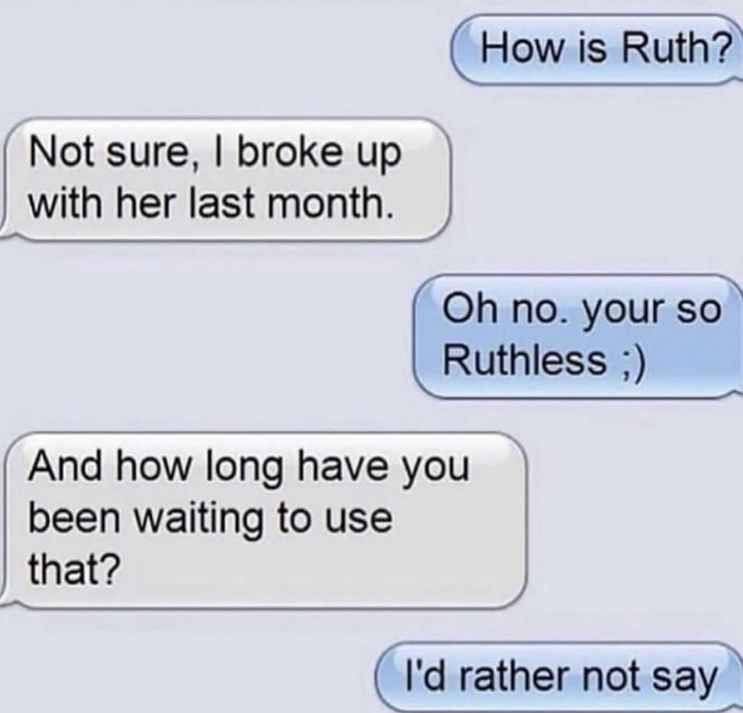 How is Ruth?
Not sure, I broke up
with her last month.
Oh no. your so
Ruthless ;)
And how long have you
been waiting to use
that?
I'd rather not say